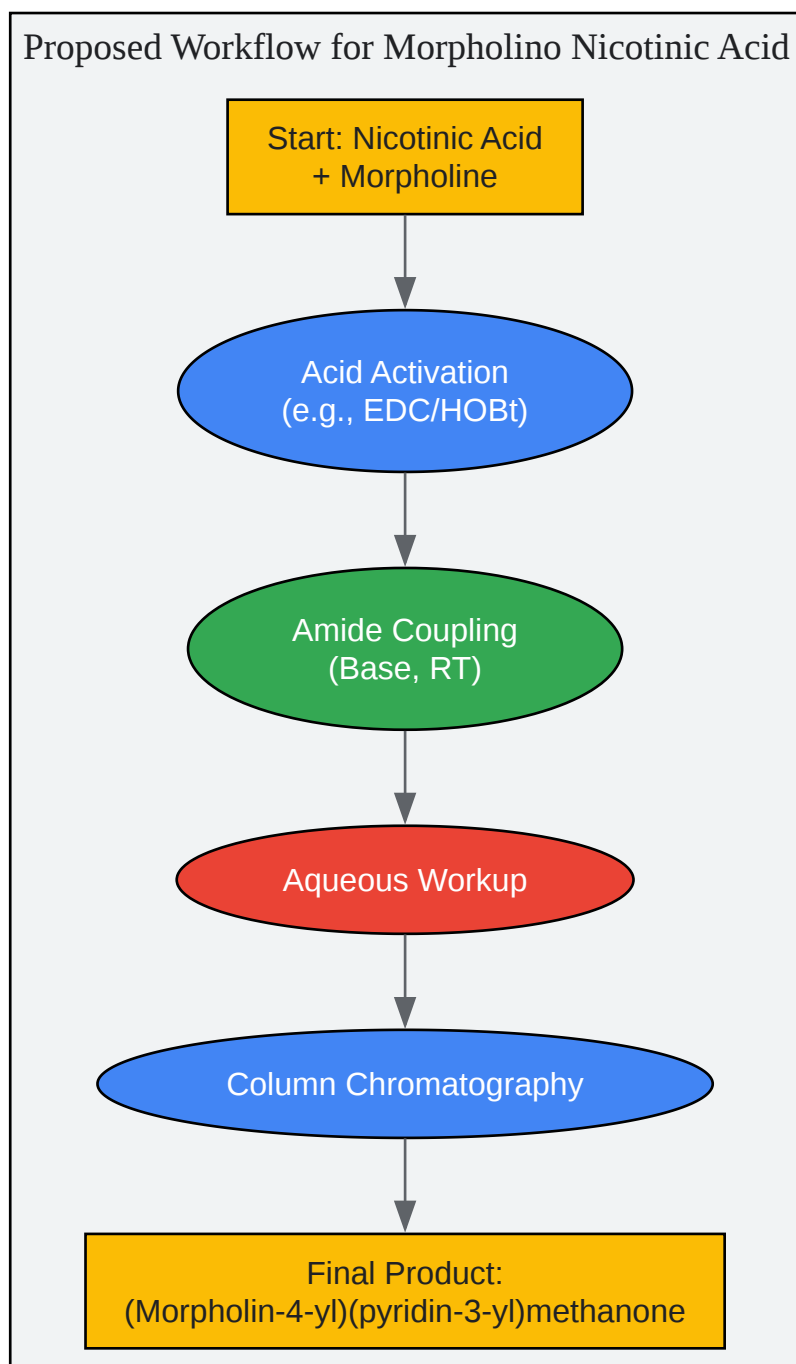 Proposed Workflow for Morpholino Nicotinic Acid
Start: Nicotinic Acid
+ Morpholine
Acid Activation
(e.g., EDC/HOBt)
Amide Coupling
(Base, RT)
Aqueous Workup
Column Chromatography
Final Product:
(Morpholin-4-yl)(pyridin-3-yl)methanone